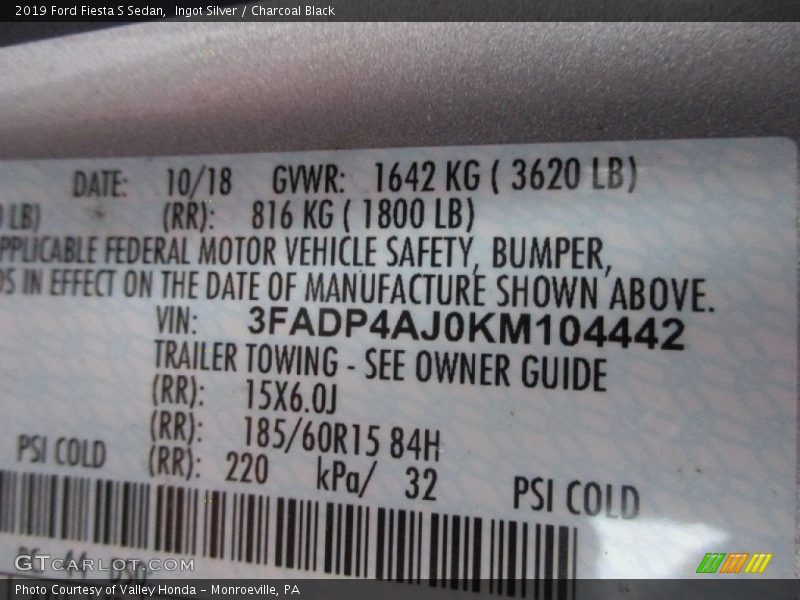 2019 Ford Fiesta S Sedan,  Ingot Silver / Charcoal Black
DATE: 10/18 GVWR: 1642 KG ( 3620 LB)
LB) (RR): 816 KG ( 1800 LB)
PPLICABLE FEDERAL MOTOR VEHICLE SAFETY, BUMPER,
DS IN EFFECT ON THE DATE OF MANUFACTURE SHOWN ABOVE.
VIN: 3FADP4AJ0KM104442
TRAILER TOWING - SEE OWNER GUIDE
(RR): 15X6.0J
(RR): 185/60R15 84H
PSI COLD (RR): 220 kPa/ 32 PSI COLD
GTCarLot.com
Photo Courtesy of Valley Honda - Monroeville, PA